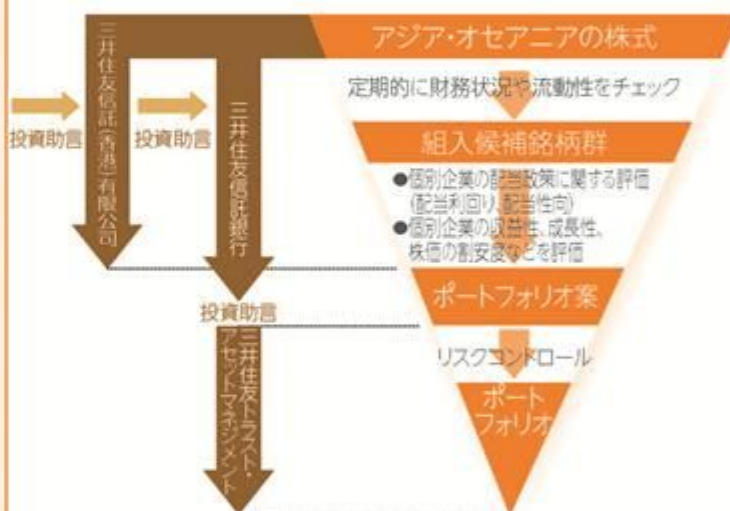 アジア・オセアニアの株式
定期的に財務状況や流動性をチェック
組入候補銘柄群
●個別企業の配当政策に関する評価
(配当利回り、配当性向)
●個別企業の収益性、成長性、
株価の割安度などを評価
ポートフォリオ案
リスクコントロール
ポート
フォリオ
投資助言
三井住友信託(香港)有限公司
投資助言
三井住友信託銀行
投資助言
三井住友トラスト・
アセットマネジメント